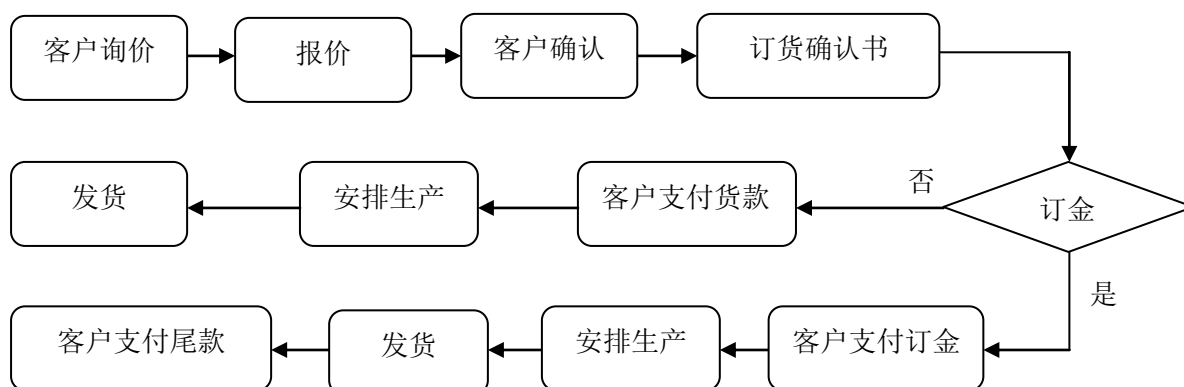 客户询价
报价
客户确认
订货确认书
发货
安排生产
客户支付货款
否
订金
是
客户支付尾款
发货
安排生产
客户支付订金